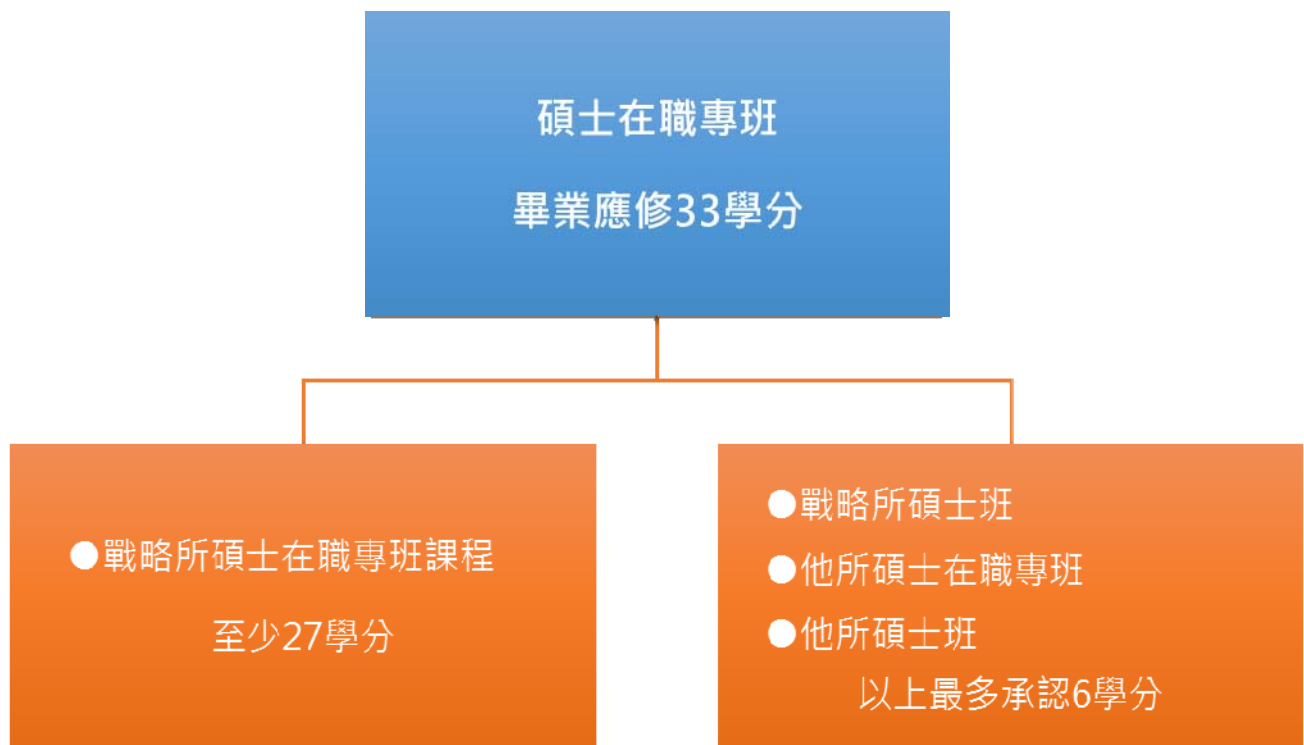 碩士在職專班
畢業應修33學分
●戰略所碩士在職專班課程
至少27學分
●戰略所碩士班
●他所碩士在職專班
●他所碩士班
以上最多承認6學分